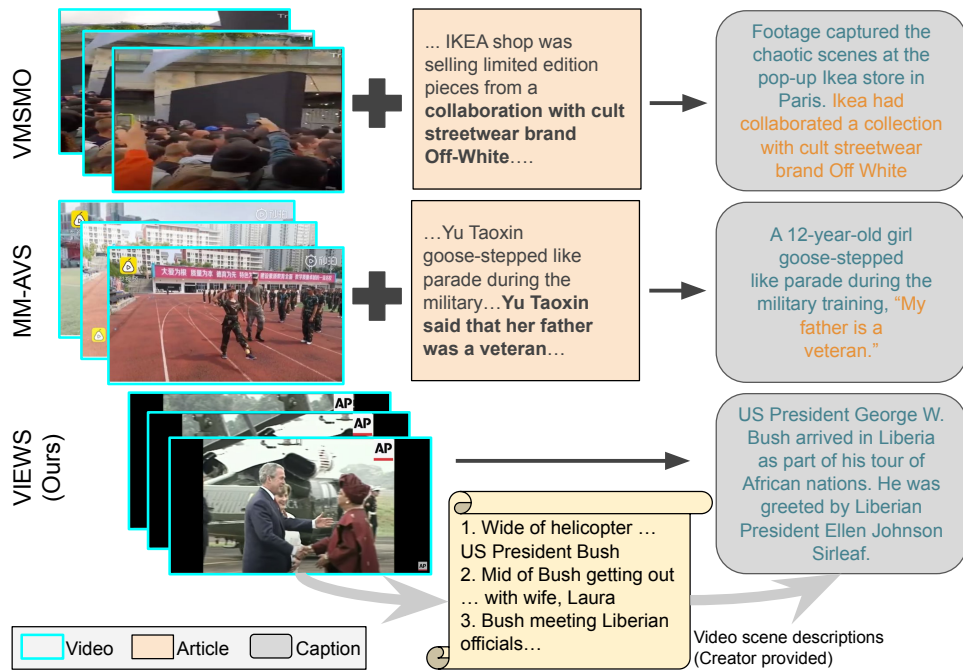 VMSMO
... IKEA shop was
selling limited edition
pieces from a
collaboration with cult
streetwear brand
Off-White….
Footage captured the
chaotic scenes at the
pop-up Ikea store in
Paris. Ikea had
collaborated a collection
with cult streetwear
brand Off White
MM-AVS
…Yu Taoxin
goose-stepped like
parade during the
military…Yu Taoxin
said that her father
was a veteran…
A 12-year-old girl
goose-stepped
like parade during the
military training, “My
father is a
veteran.”
VIEWS
(Ours)
AP
AP
AP
AP
US President George W.
Bush arrived in Liberia
as part of his tour of
African nations. He was
greeted by Liberian
President Ellen Johnson
Sirleaf.
1. Wide of helicopter …
US President Bush
2. Mid of Bush getting out
… with wife, Laura
3. Bush meeting Liberian
officials…
Video scene descriptions
(Creator provided)
Video
Article
Caption